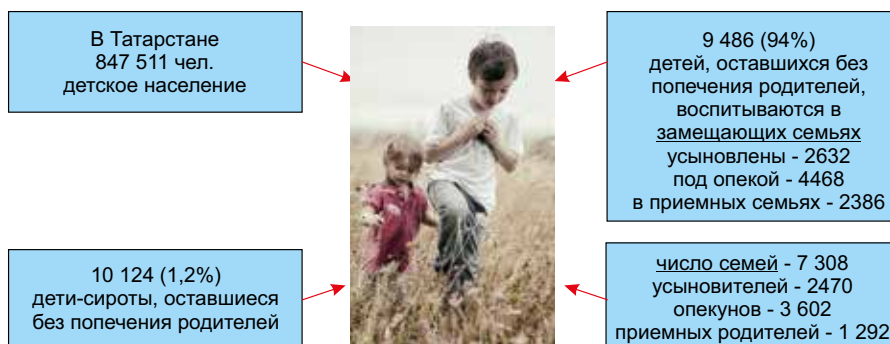 В Татарстане
847 511 чел.
детское население
9 486 (94%)
детей, оставшихся без
попечения родителей,
воспитываются в
замещающих семьях
усыновлены - 2632
под опекой - 4468
в приемных семьях - 2386
10 124 (1,2%)
дети-сироты, оставшиеся
без попечения родителей
число семей - 7 308
усыновителей - 2470
опекунов - 3 602
приемных родителей - 1 292